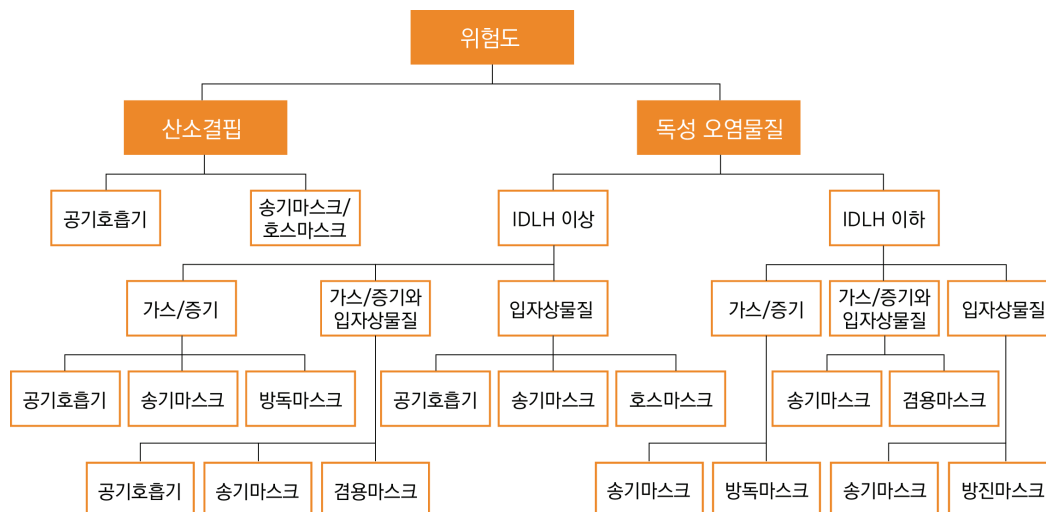 위험도
산소결핍
독성 오염물질
공기호흡기
송기마스크/
호스마스크
IDLH 이상
IDLH 이하
가스/증기
가스/증기와
입자상물질
입자상물질
가스/증기
가스/증기와
입자상물질
입자상물질
공기호흡기
송기마스크
방독마스크
공기호흡기
송기마스크
호스마스크
송기마스크
겸용마스크
공기호흡기
송기마스크
겸용마스크
송기마스크
방독마스크
송기마스크
방진마스크